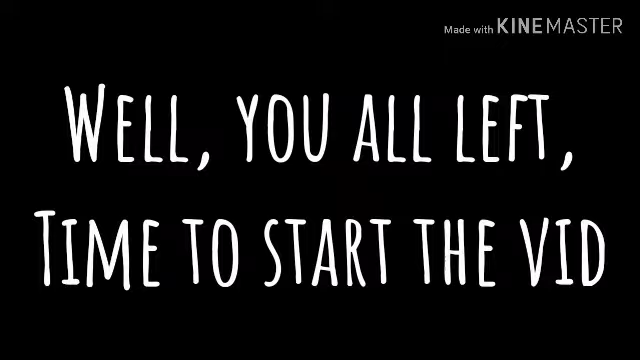 Made with KINEMASTER
WELL, YOU ALL LEFT,
TIME TO START THE VID